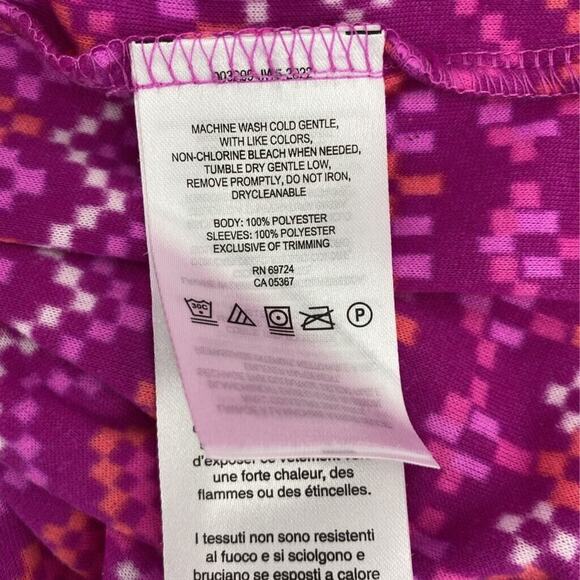 MACHINE WASH COLD GENTLE,
WITH LIKE COLORS,
NON-CHLORINE BLEACH WHEN NEEDED,
TUMBLE DRY GENTLE LOW,
REMOVE PROMPTLY, DO NOT IRON,
DRYCLEANABLE
BODY: 100% POLYESTER
SLEEVES: 100% POLYESTER
EXCLUSIVE OF TRIMMING
RN 69724
CA 05367
30C P
d'exposer ce vêtement
une forte chaleur, des
flammes ou des étincelles.
I tessuti non sono resistenti
al fuoco e si sciolgono e
bruciano se esposti a calore